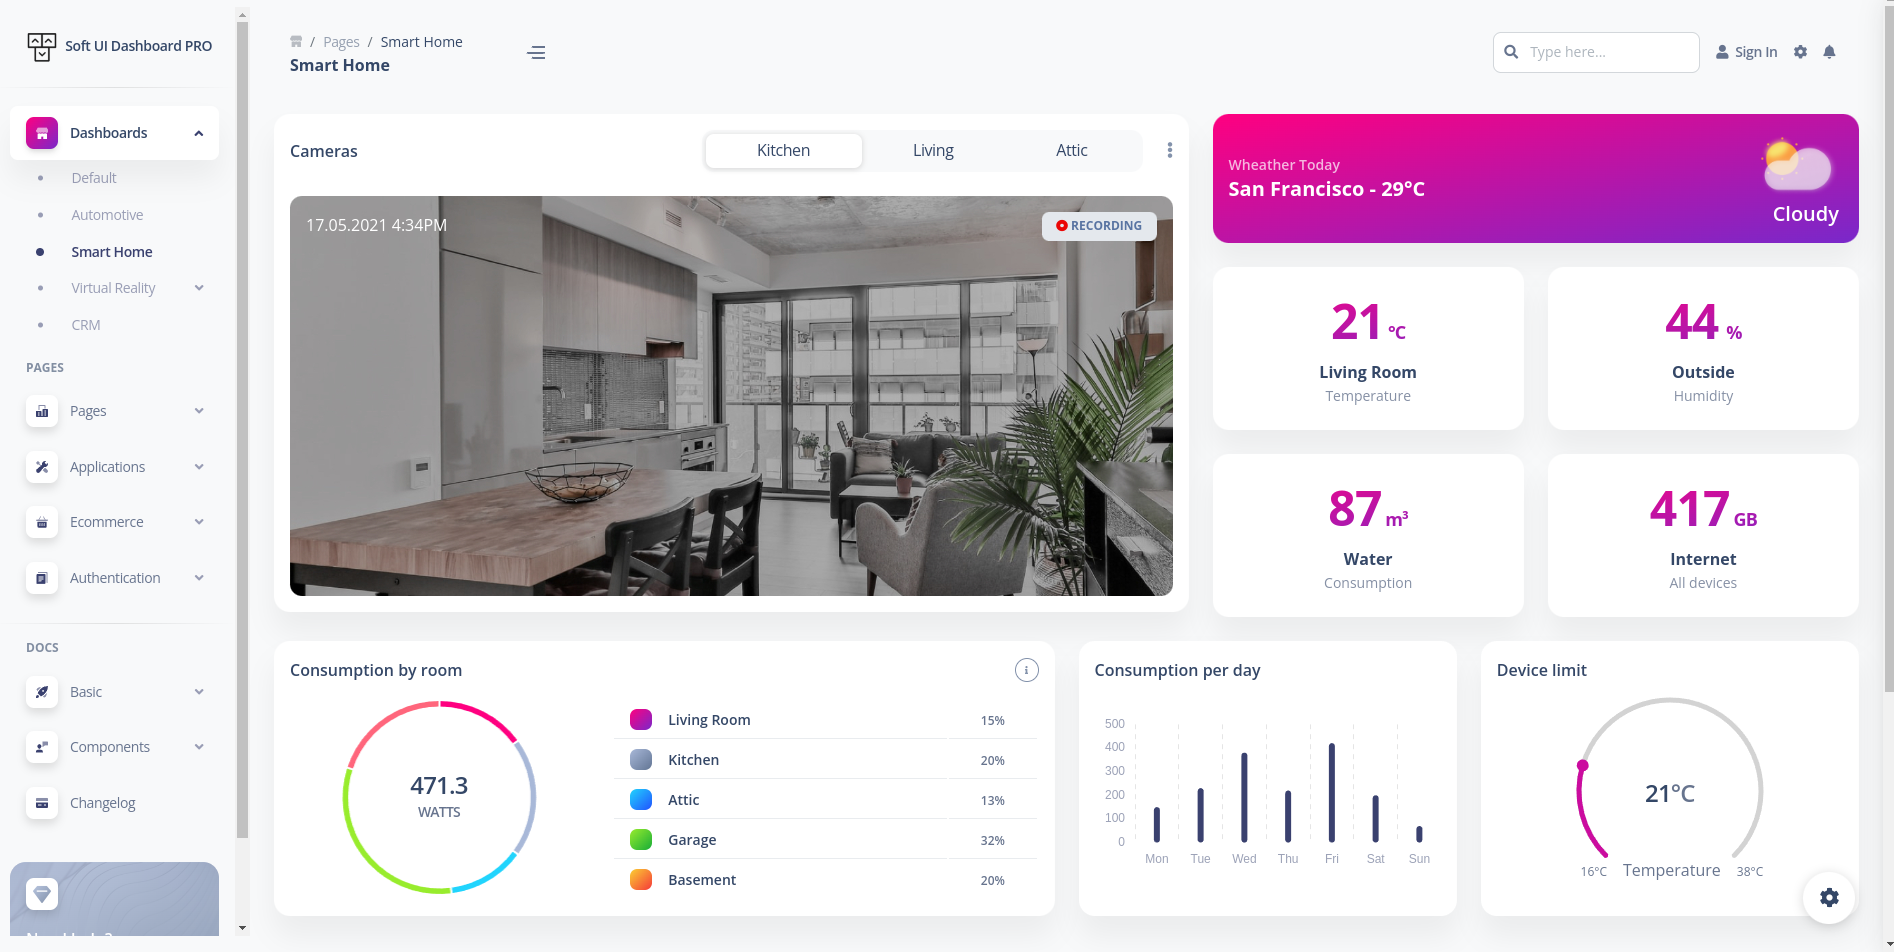 Soft UI Dashboard PRO
Dashboards
Default
Automotive
Smart Home
Virtual Reality
CRM
PAGES
Pages
Applications
Ecommerce
Authentication
DOCS
Basic
Components
Changelog
/ Pages / Smart Home
Smart Home
Type here...
Sign In
Cameras
Kitchen
Living
Attic
17.05.2021 4:34PM
RECORDING
Wheather Today
San Francisco - 29°C
Cloudy
21 °C
Living Room
Temperature
44 %
Outside
Humidity
87 m³
Water
Consumption
417 GB
Internet
All devices
Consumption by room
471.3
WATTS
Living Room 15%
Kitchen 20%
Attic 13%
Garage 32%
Basement 20%
Consumption per day
500
400
300
200
100
0
Mon Tue Wed Thu Fri Sat Sun
Device limit
21°C
16°C Temperature 38°C